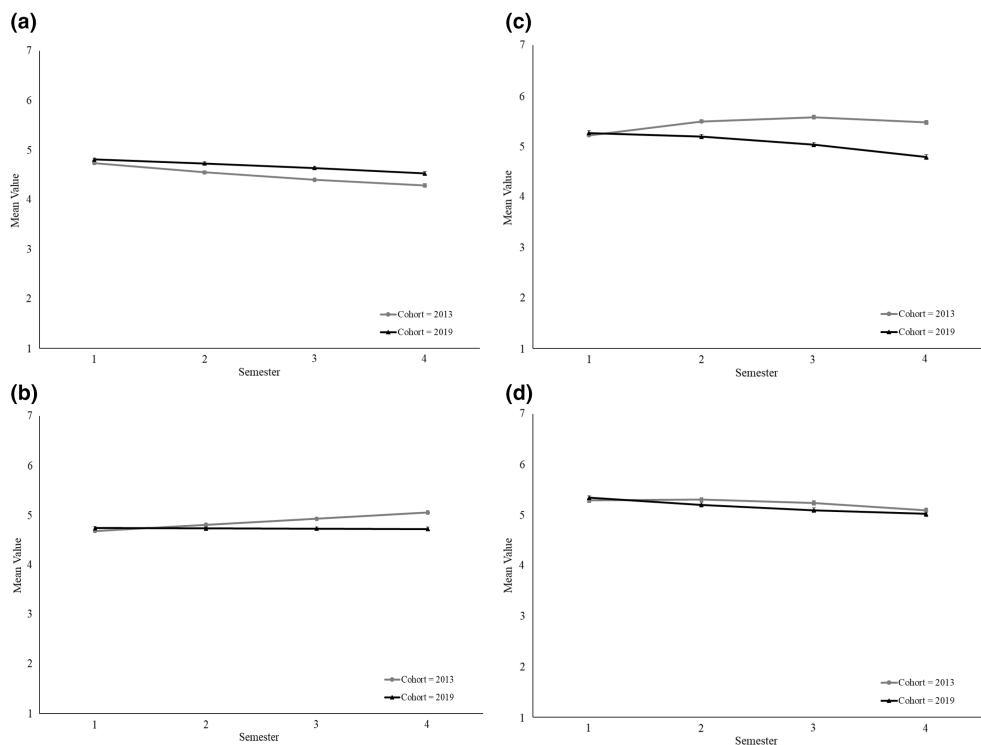 (a)
7
6
5
4
3
2
1
Mean Value
1 2 3 4
Semester
Cohort = 2013
Cohort = 2019
(c)
7
6
5
4
3
2
1
Mean Value
1 2 3 4
Semester
Cohort = 2013
Cohort = 2019
(b)
7
6
5
4
3
2
1
Mean Value
1 2 3 4
Semester
Cohort = 2013
Cohort = 2019
(d)
7
6
5
4
3
2
1
Mean Value
1 2 3 4
Semester
Cohort = 2013
Cohort = 2019